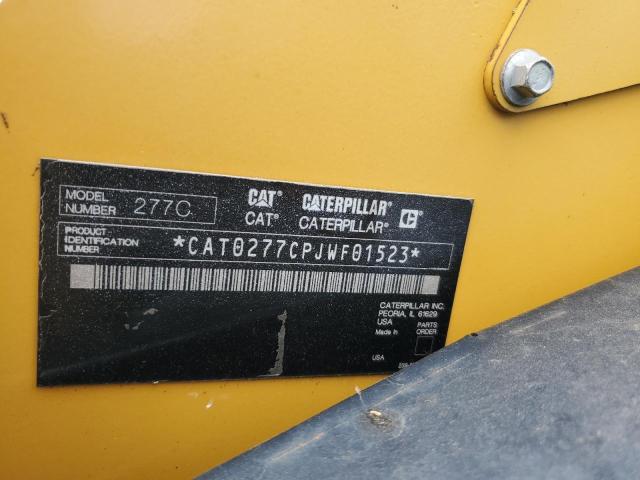 MODEL NUMBER 277C
CAT® CATERPILLAR®
CAT® CATERPILLAR® C®
PRODUCT IDENTIFICATION NUMBER *CAT0277CPJWF01523*
CATERPILLAR INC.
PEORIA, IL 61629
USA
Made in
PARTS ORDER
USA